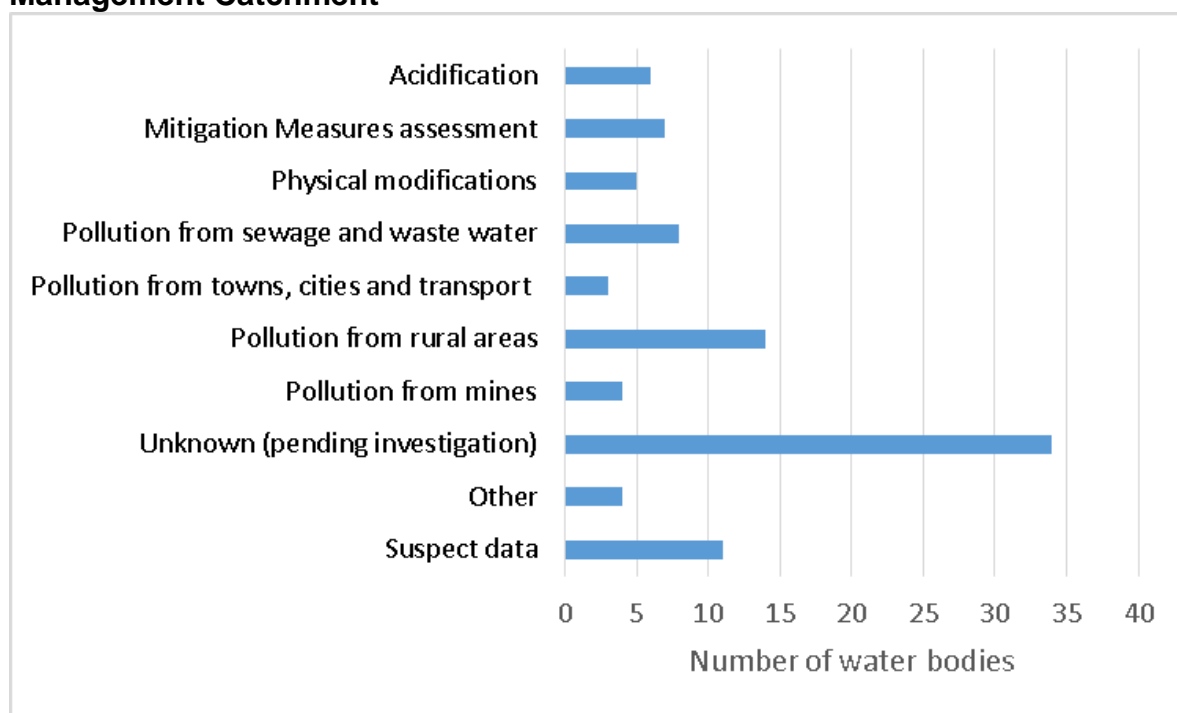 Management Catchment
Acidification
Mitigation Measures assessment
Physical modifications
Pollution from sewage and waste water
Pollution from towns, cities and transport
Pollution from rural areas
Pollution from mines
Unknown (pending investigation)
Other
Suspect data
0 5 10 15 20 25 30 35 40
Number of water bodies